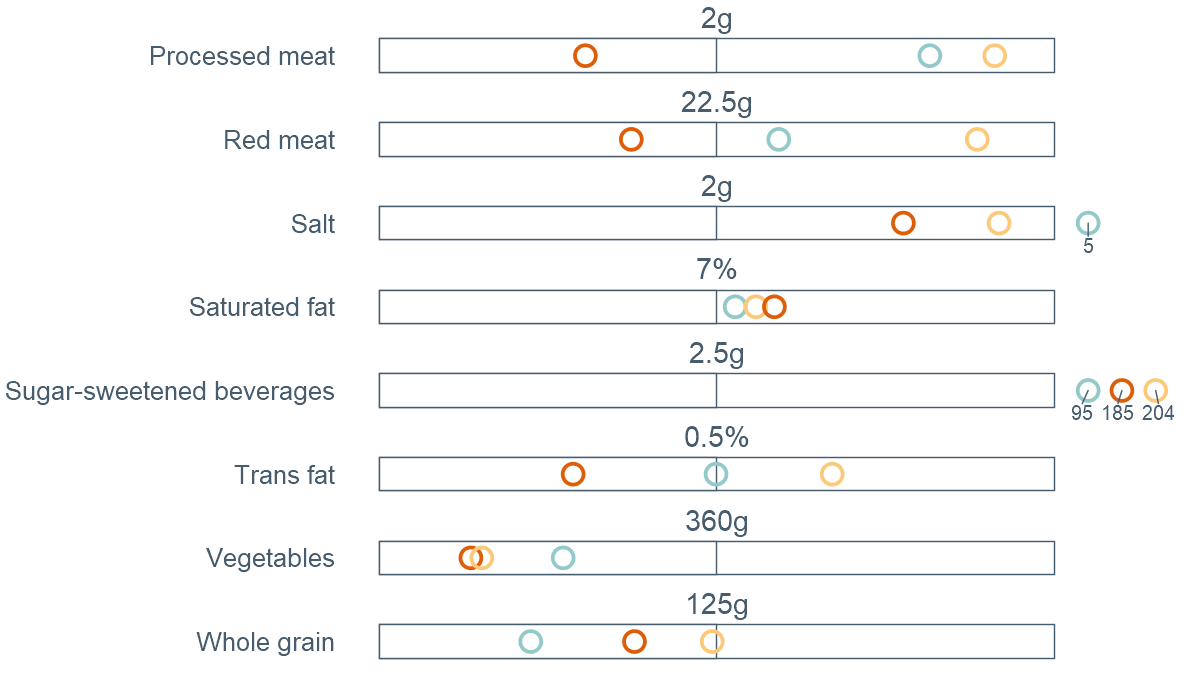 2g
Processed meat
22.5g
Red meat
2g
Salt
5
7%
Saturated fat
2.5g
Sugar-sweetened beverages
95 185 204
0.5%
Trans fat
360g
Vegetables
125g
Whole grain